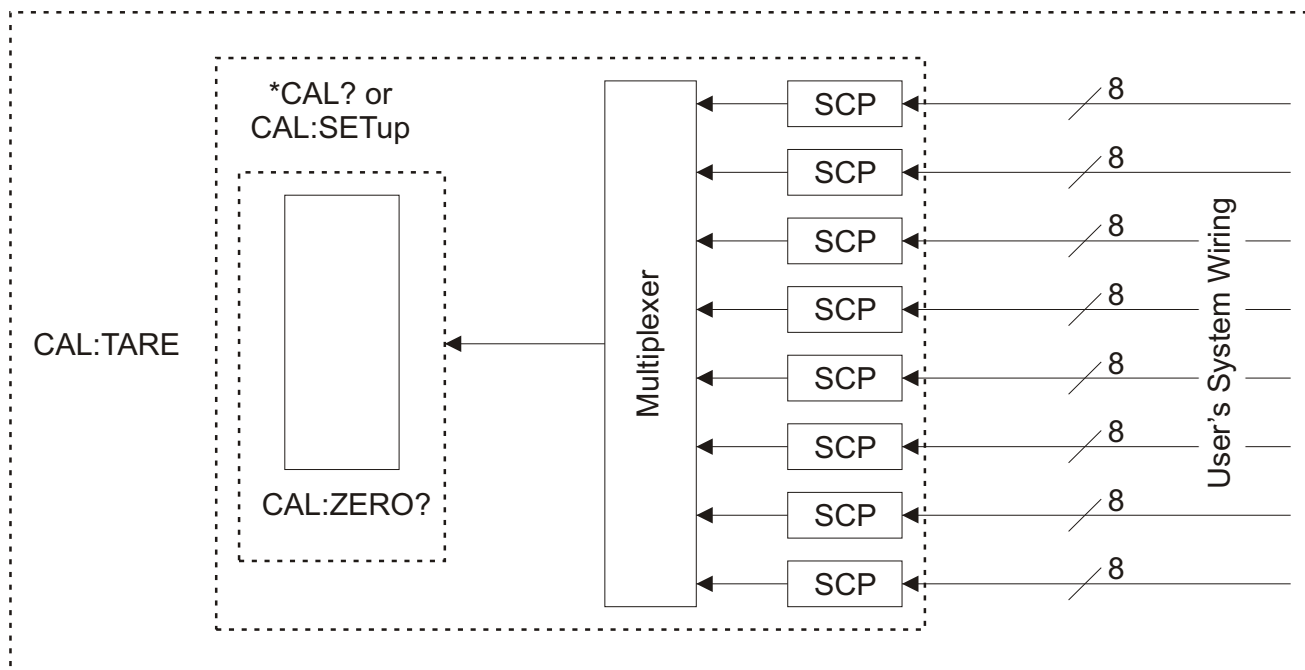 *CAL? or
CAL:SETup
CAL:TARE
CAL:ZERO?
Multiplexer
SCP
8
SCP
8
SCP
8
SCP
8
SCP
8
SCP
8
SCP
8
SCP
8
User's System Wiring